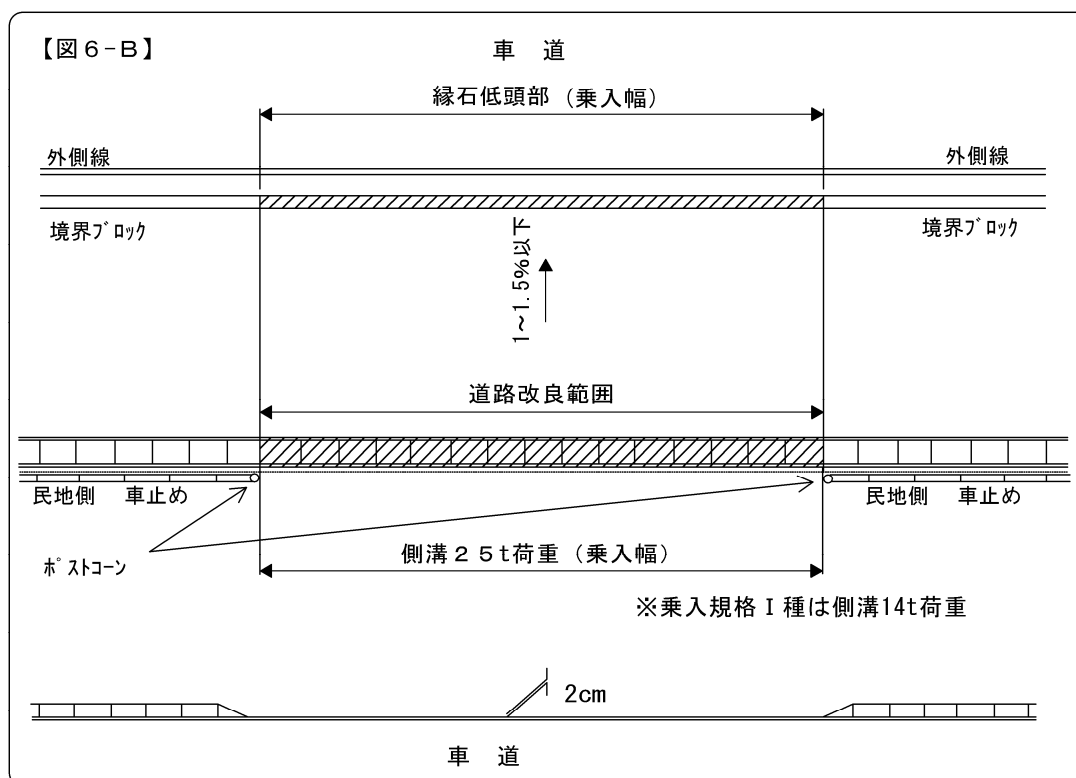 【図6-B】
車 道
縁石低頭部(乗入幅)
外側線
外側線
境界ブロック
境界ブロック
1~1.5%以下
道路改良範囲
民地側 車止め
民地側 車止め
ポストコーン
側溝25t荷重(乗入幅)
※乗入規格Ⅰ種は側溝14t荷重
2cm
車 道